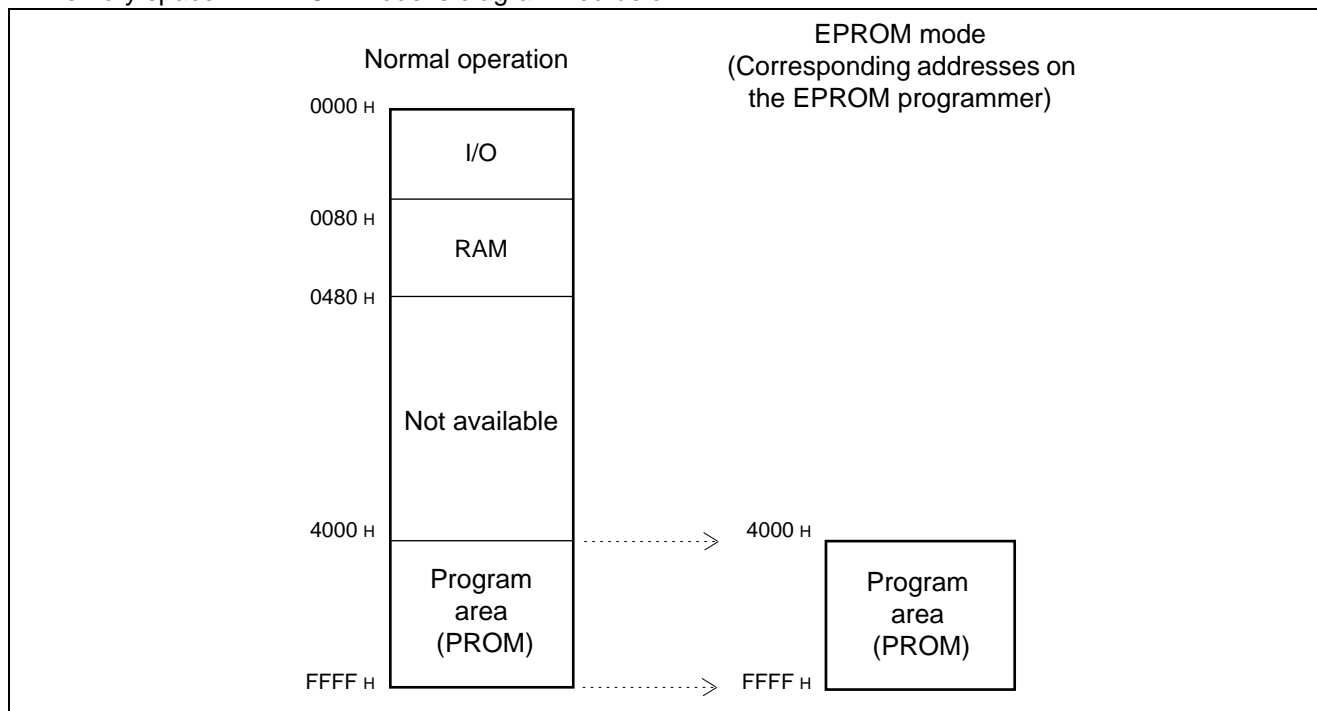 Normal operation
EPROM mode
(Corresponding addresses on
the EPROM programmer)
0000 H
I/O
0080 H
RAM
0480 H
Not available
4000 H
4000 H
Program
area
(PROM)
Program
area
(PROM)
FFFF H
FFFF H